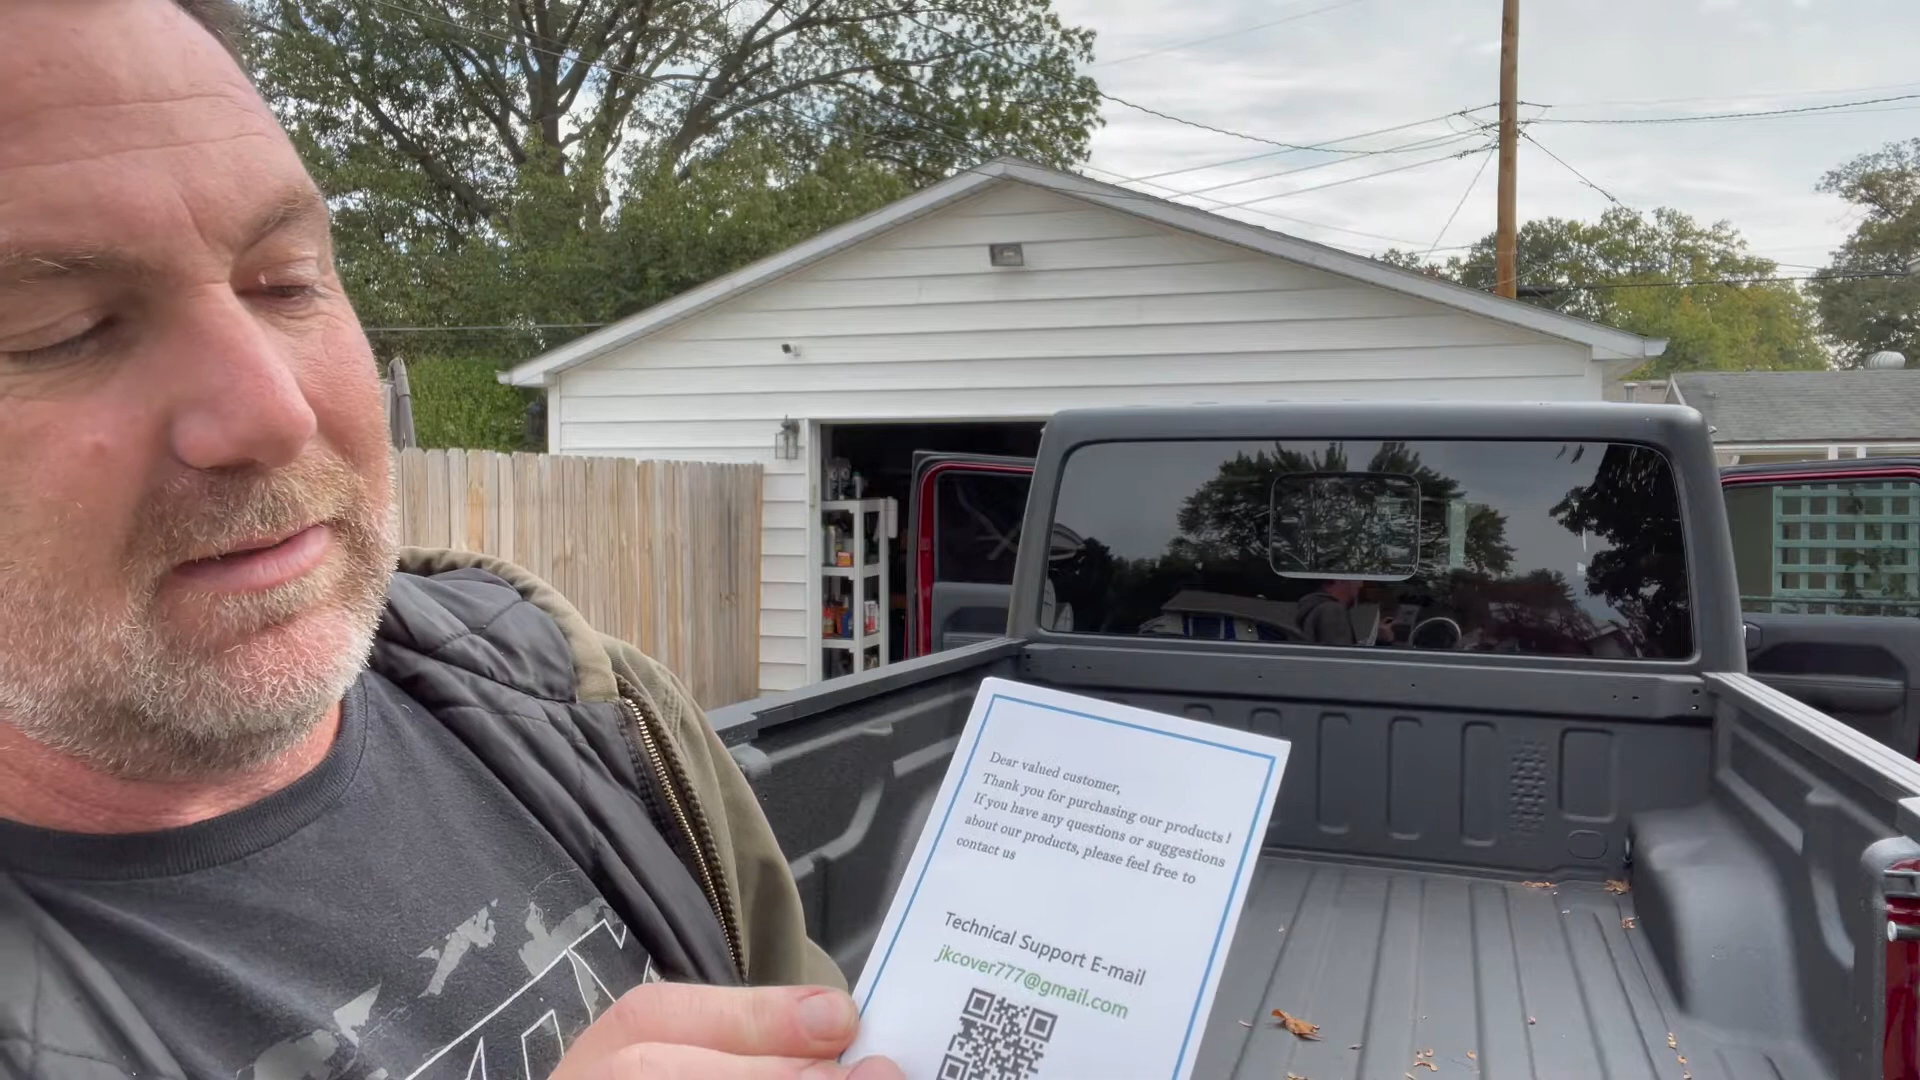 Dear valued customer,
Thank you for purchasing our products !
If you have any questions or suggestions
about our products, please feel free to
contact us
Technical Support E-mail
jkcover777@gmail.com